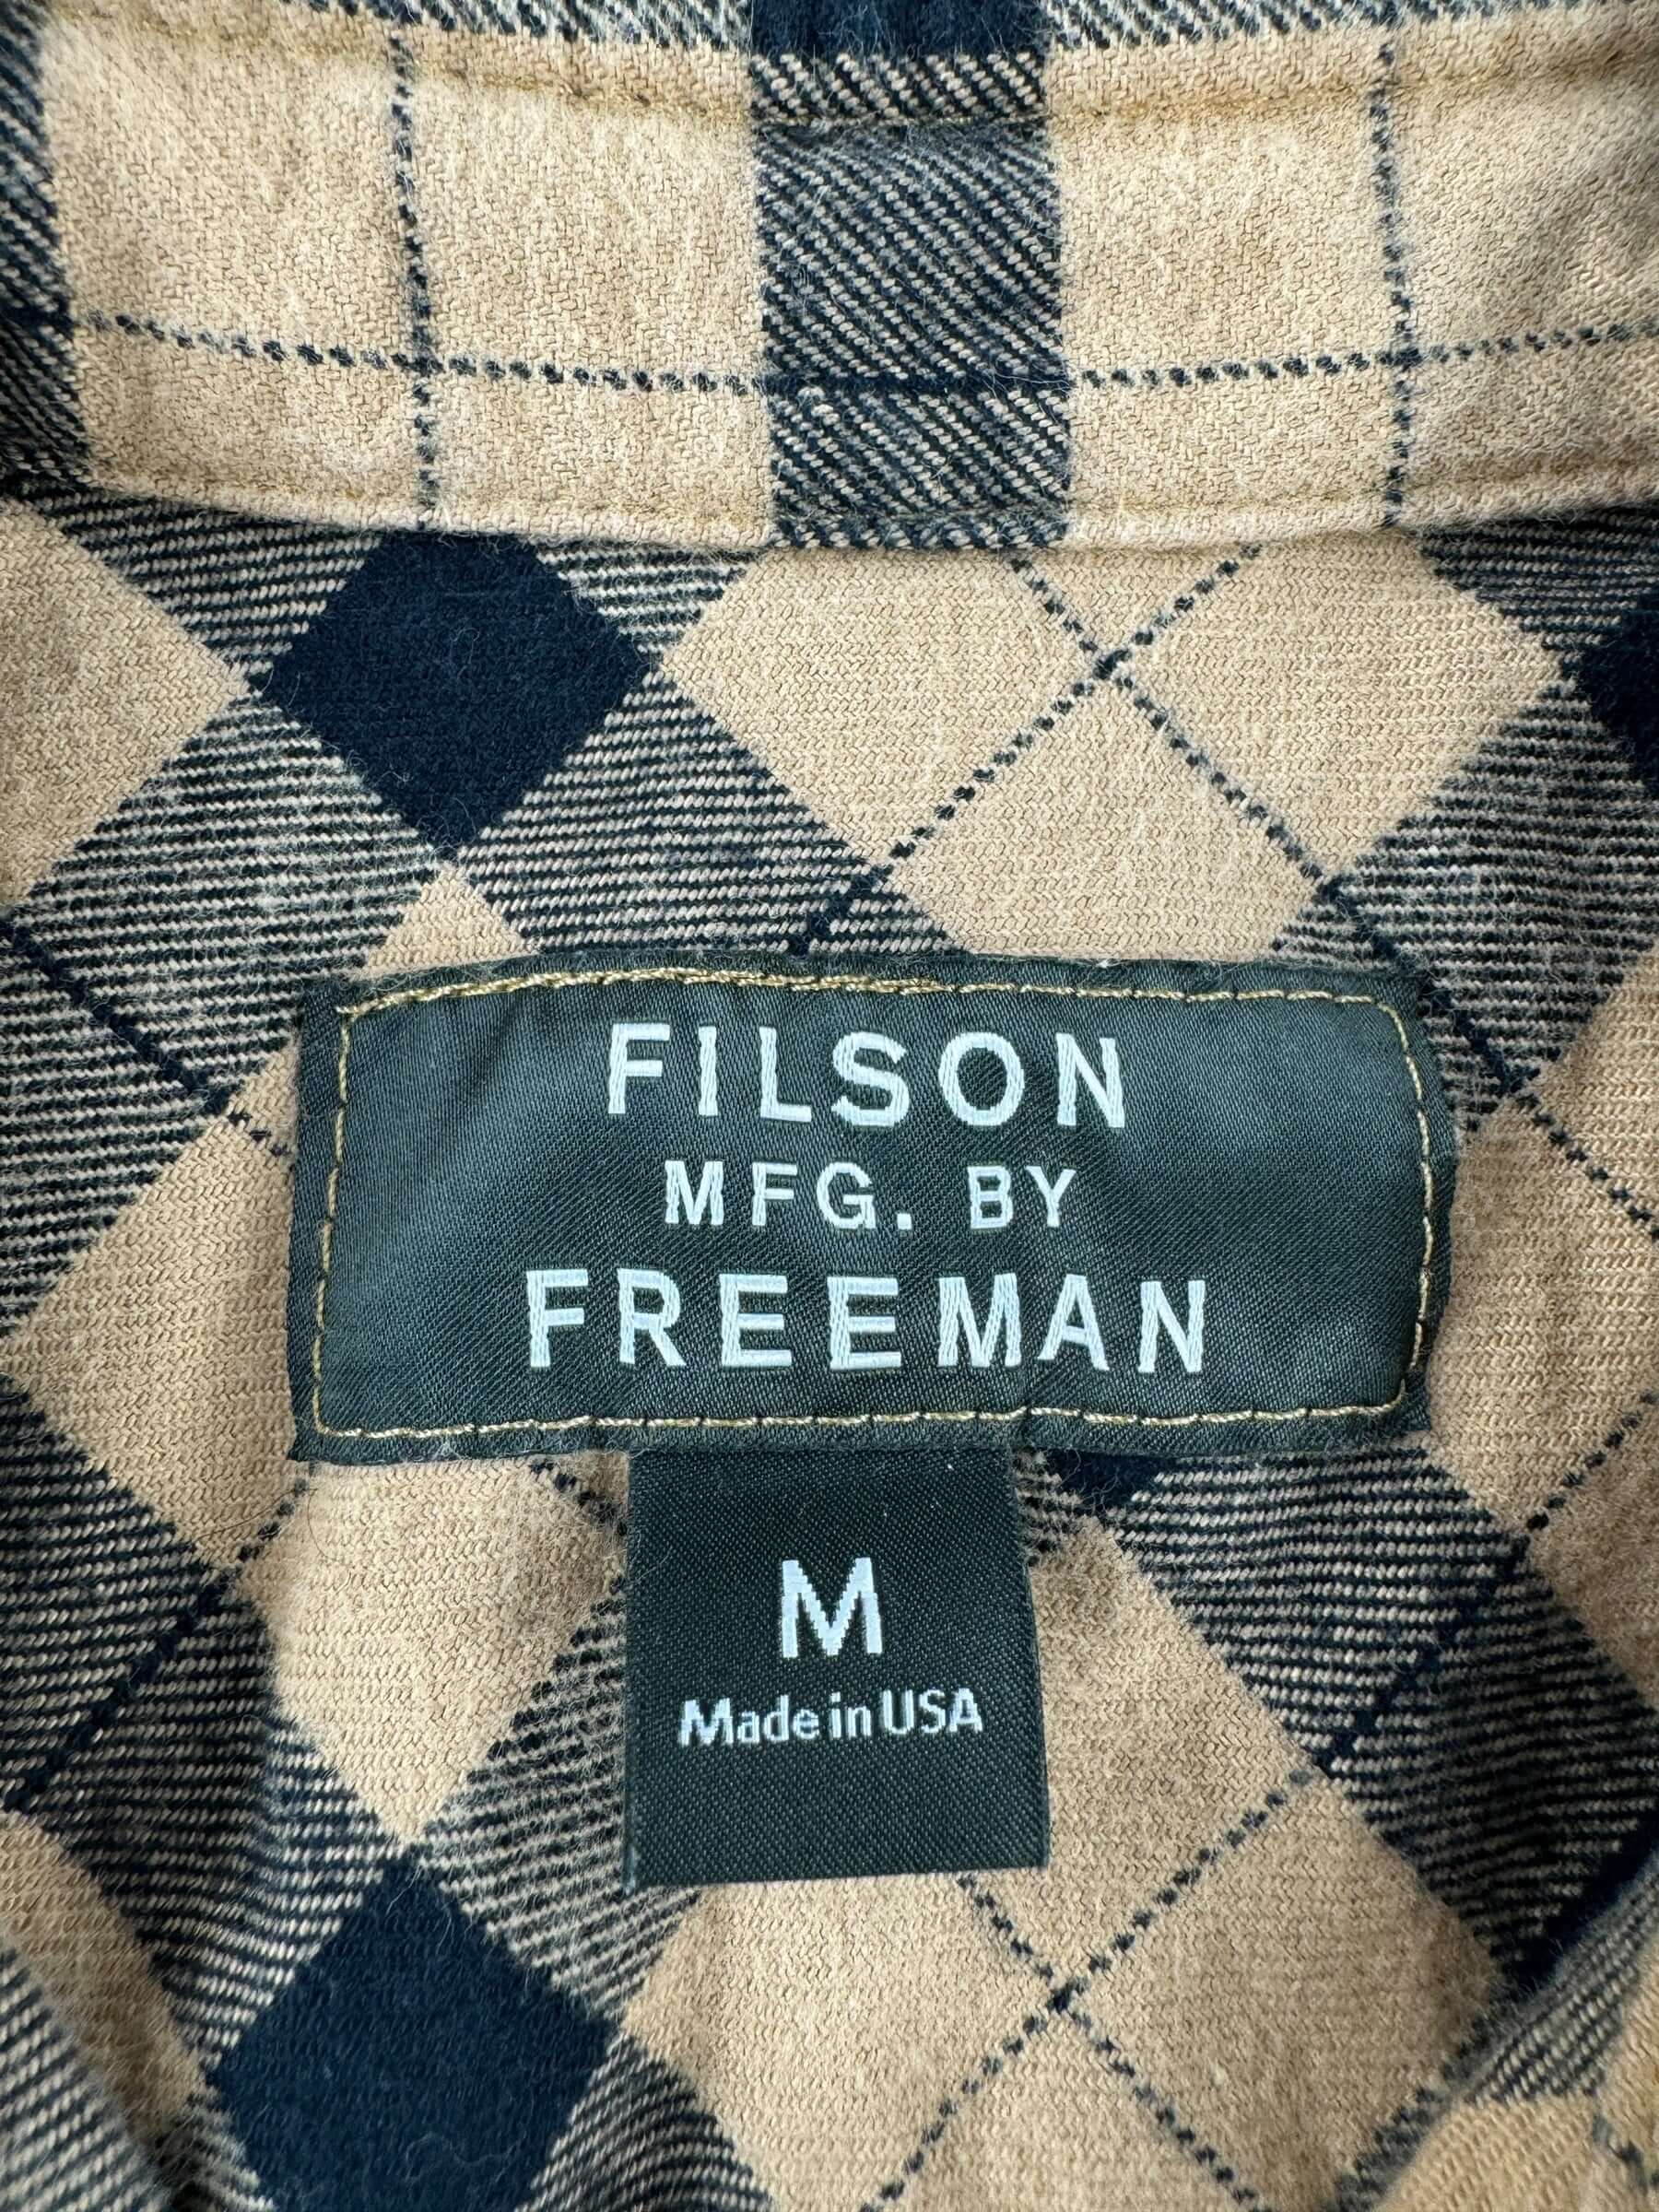 FILSON
MFG. BY
FREEMAN
M
Made in USA